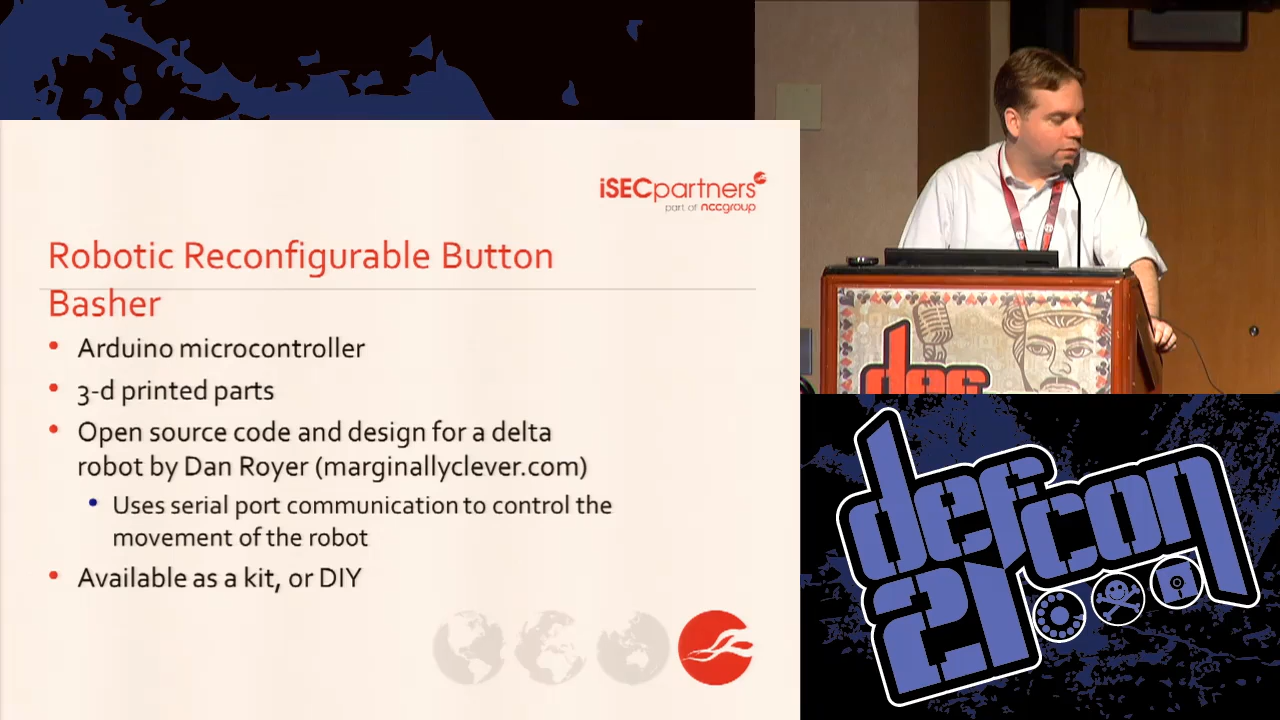 iSECpartners
part of nccgroup
Robotic Reconfigurable Button
Basher
• Arduino microcontroller
• 3-d printed parts
• Open source code and design for a delta
robot by Dan Royer (marginallyclever.com)
• Uses serial port communication to control the
movement of the robot
• Available as a kit, or DIY
def
defcon
21